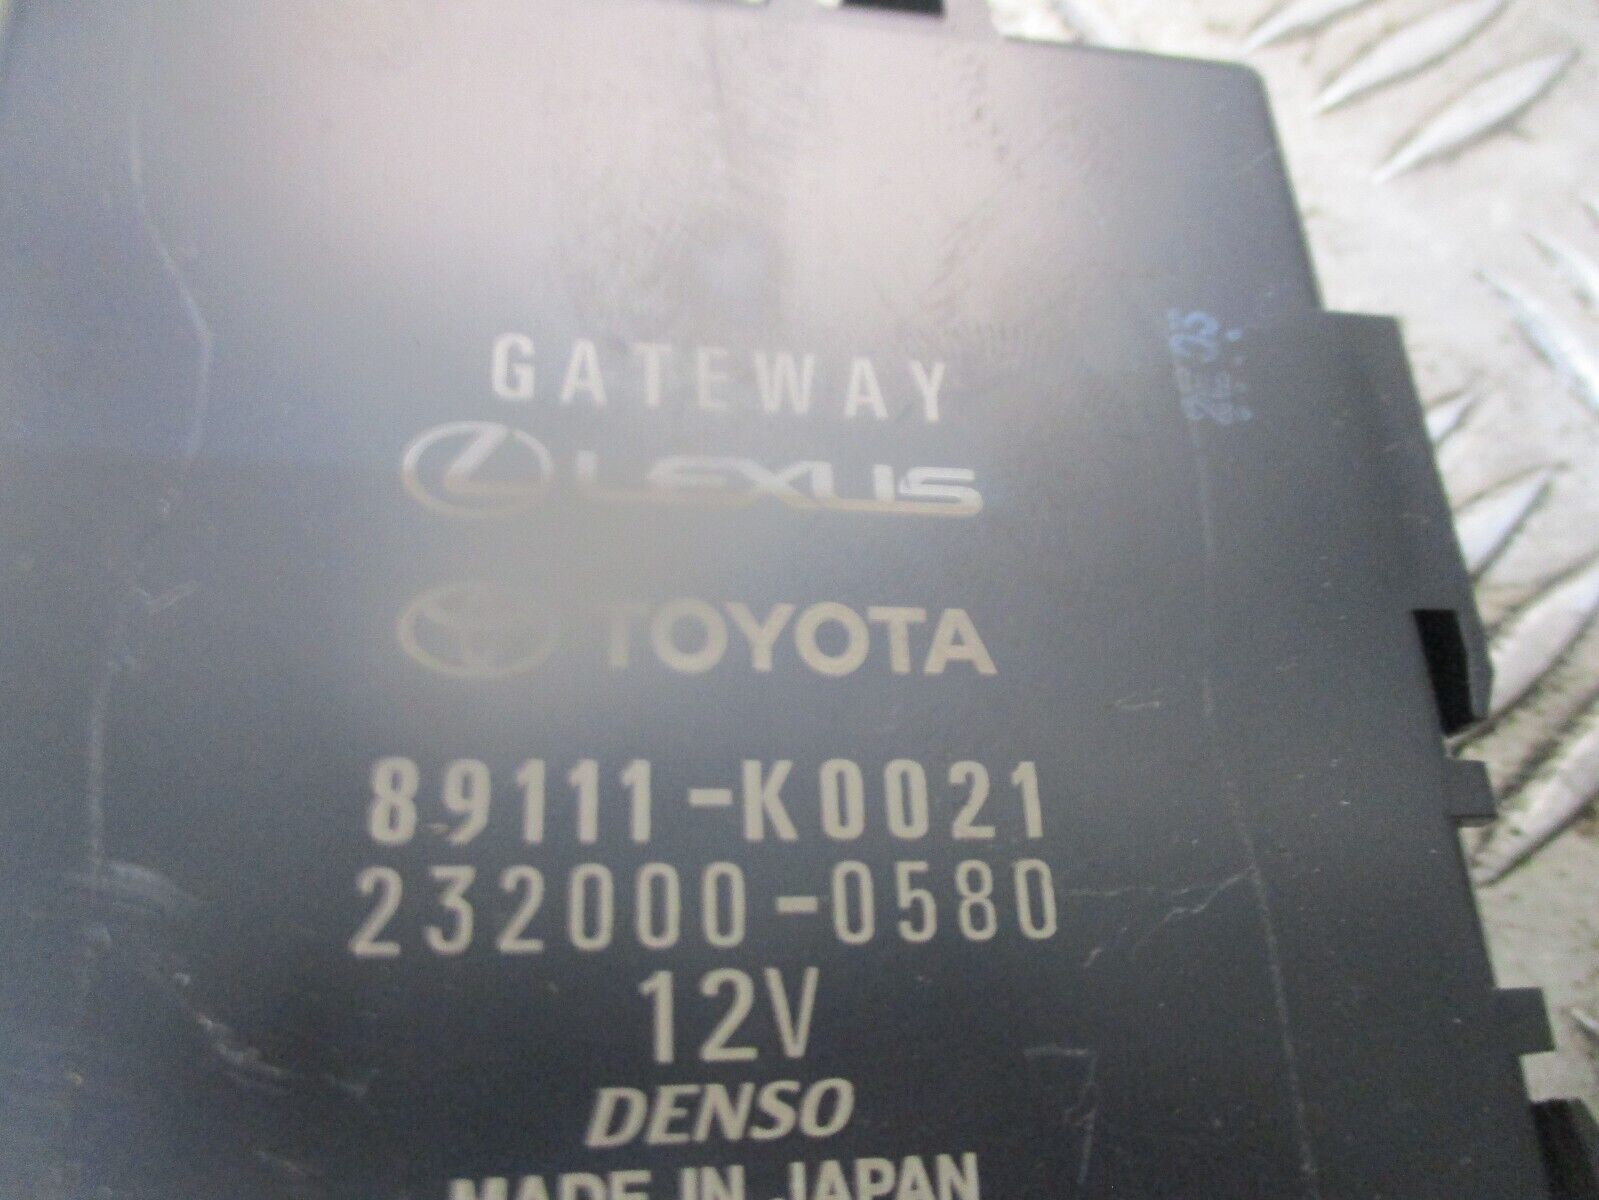 GATEWAY
LEXUS
TOYOTA
89111-K0021
232000-0580
12V
DENSO
MADE IN JAPAN